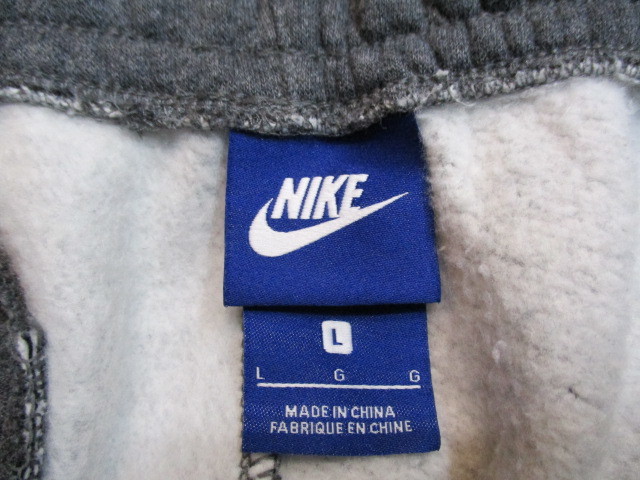 NIKE
L
L G G
MADE IN CHINA
FABRIQUE EN CHINE